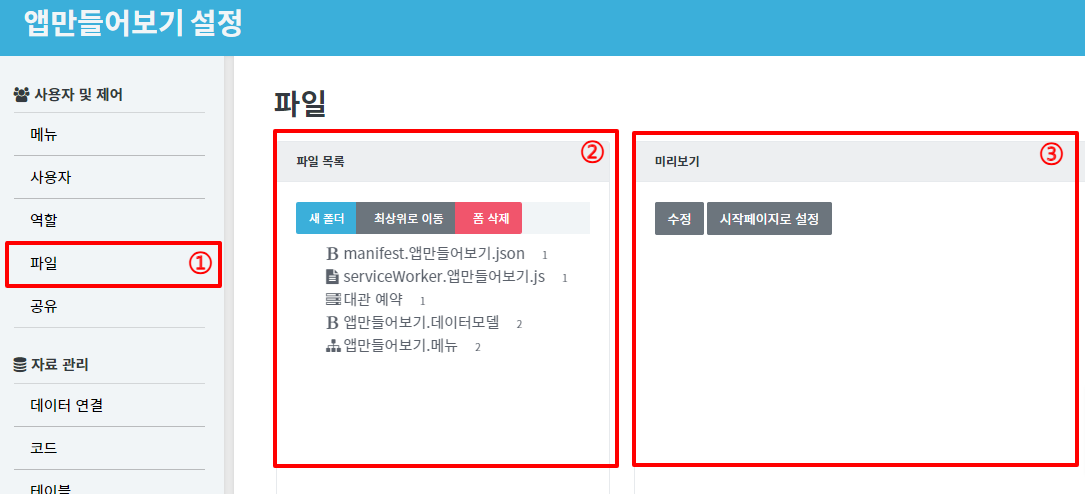 앱만들어보기 설정
사용자 및 제어
메뉴
사용자
역할
파일 ①
공유
자료 관리
데이터 연결
코드
테이블
파일
②
파일 목록
새 폴더 최상위로 이동 폼 삭제
manifest.앱만들어보기.json 1
serviceWorker.앱만들어보기.js 1
대관 예약 1
앱만들어보기.데이터모델 2
앱만들어보기.메뉴 2
③
미리보기
수정 시작페이지로 설정